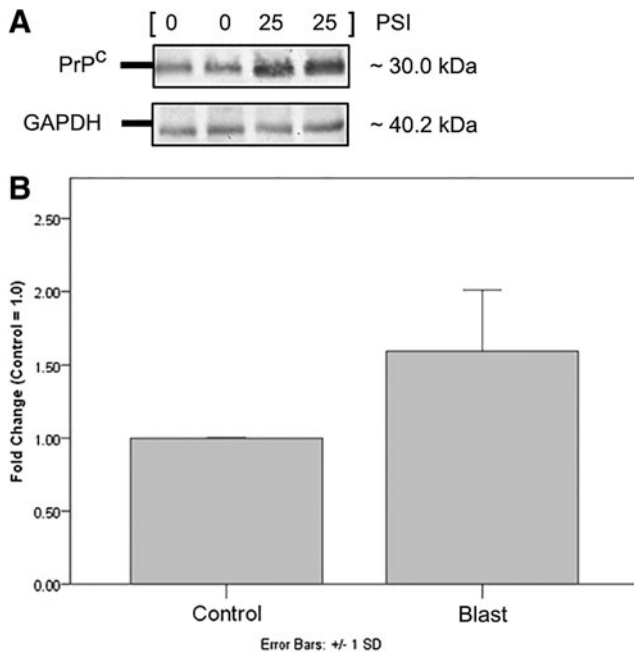 A
[ 0 0 25 25 ] PSI
PrPC ~ 30.0 kDa
GAPDH ~ 40.2 kDa
B
Fold Change (Control = 1.0)
2.50
2.00
1.50
1.00
0.50
0.00
Control Blast
Error Bars: +/- 1 SD